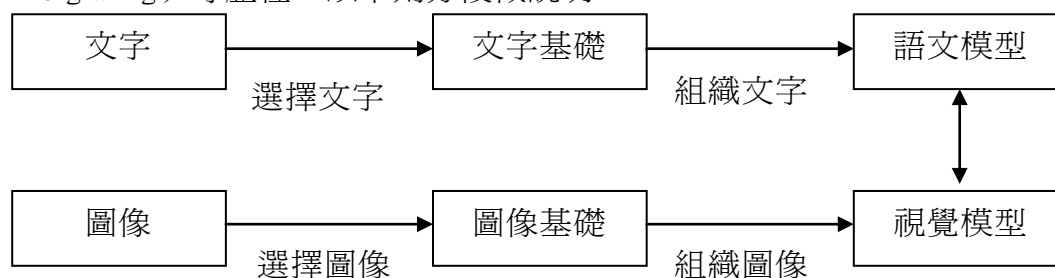 文字 文字基礎 語文模型
選擇文字 組織文字
圖像 圖像基礎 視覺模型
選擇圖像 組織圖像